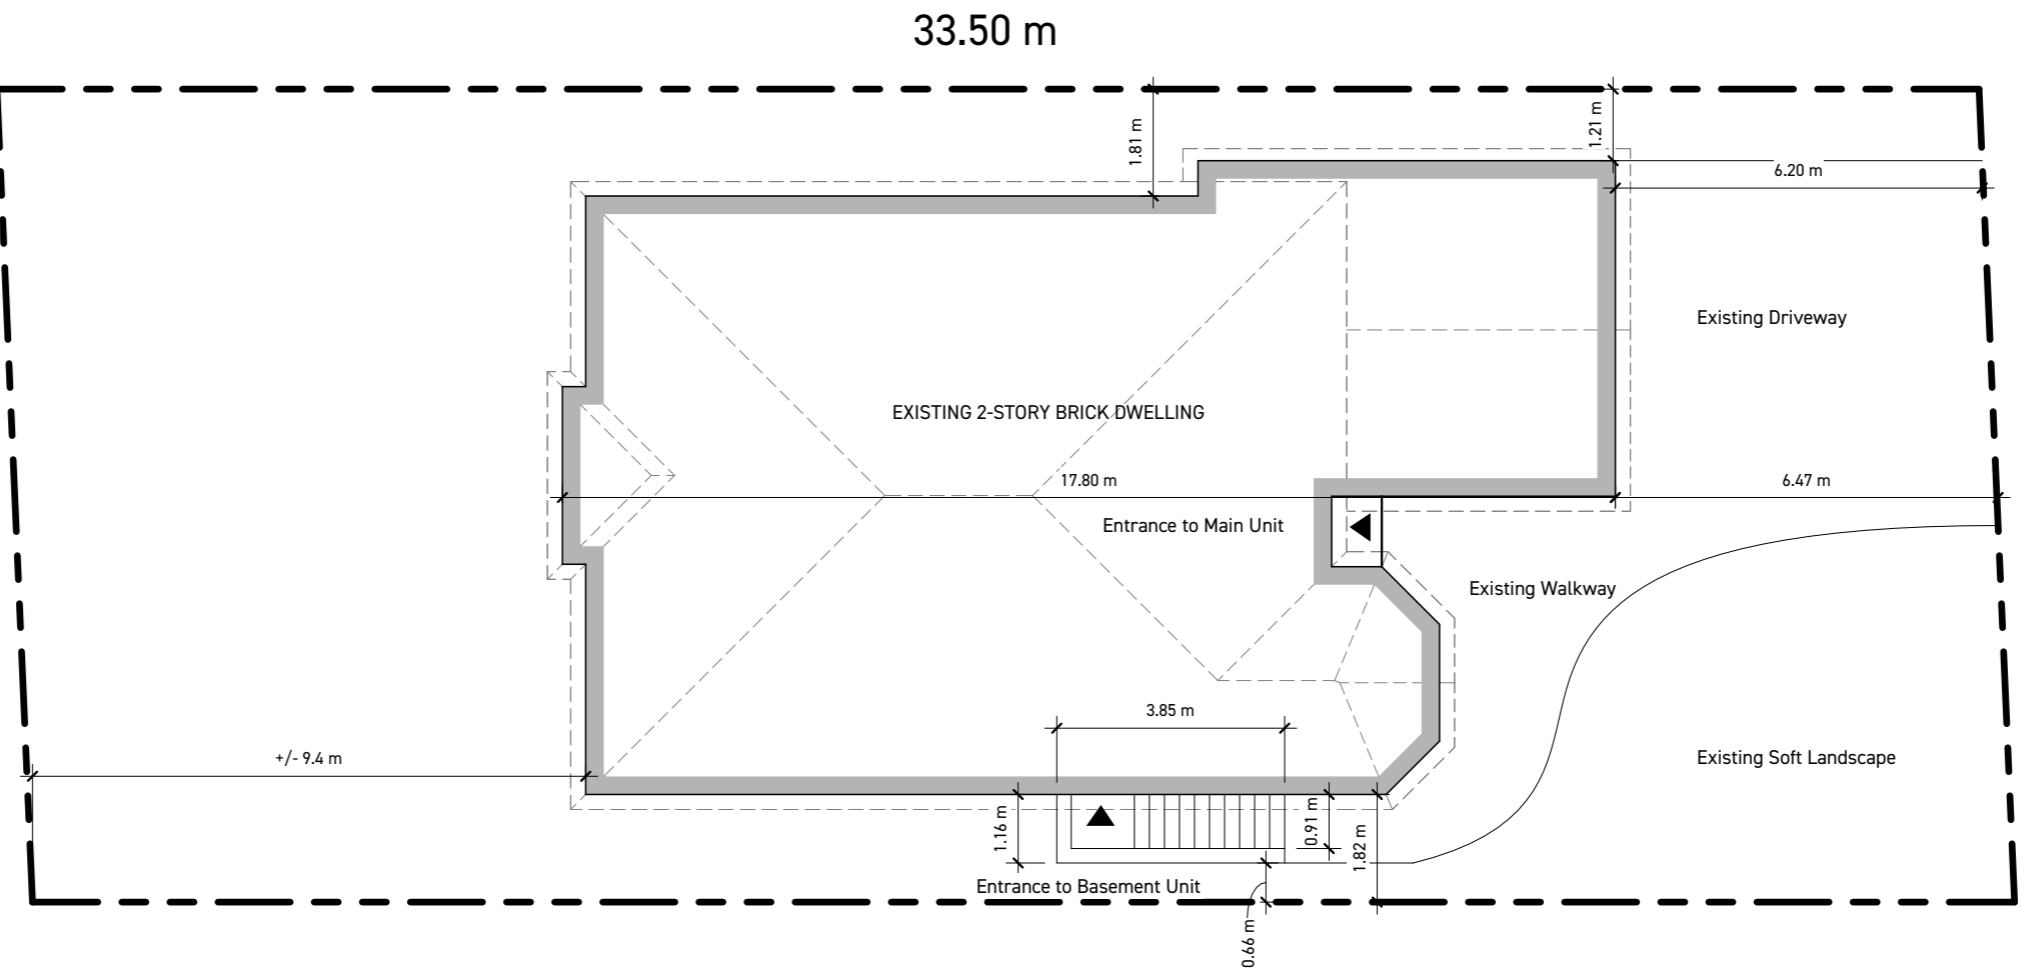 33.50 m
1.81 m
1.21 m
6.20 m
Existing Driveway
EXISTING 2-STORY BRICK DWELLING
17.80 m
6.47 m
Entrance to Main Unit
Existing Walkway
3.85 m
+/- 9.4 m
Existing Soft Landscape
1.16 m
0.91 m
1.82 m
Entrance to Basement Unit
0.66 m